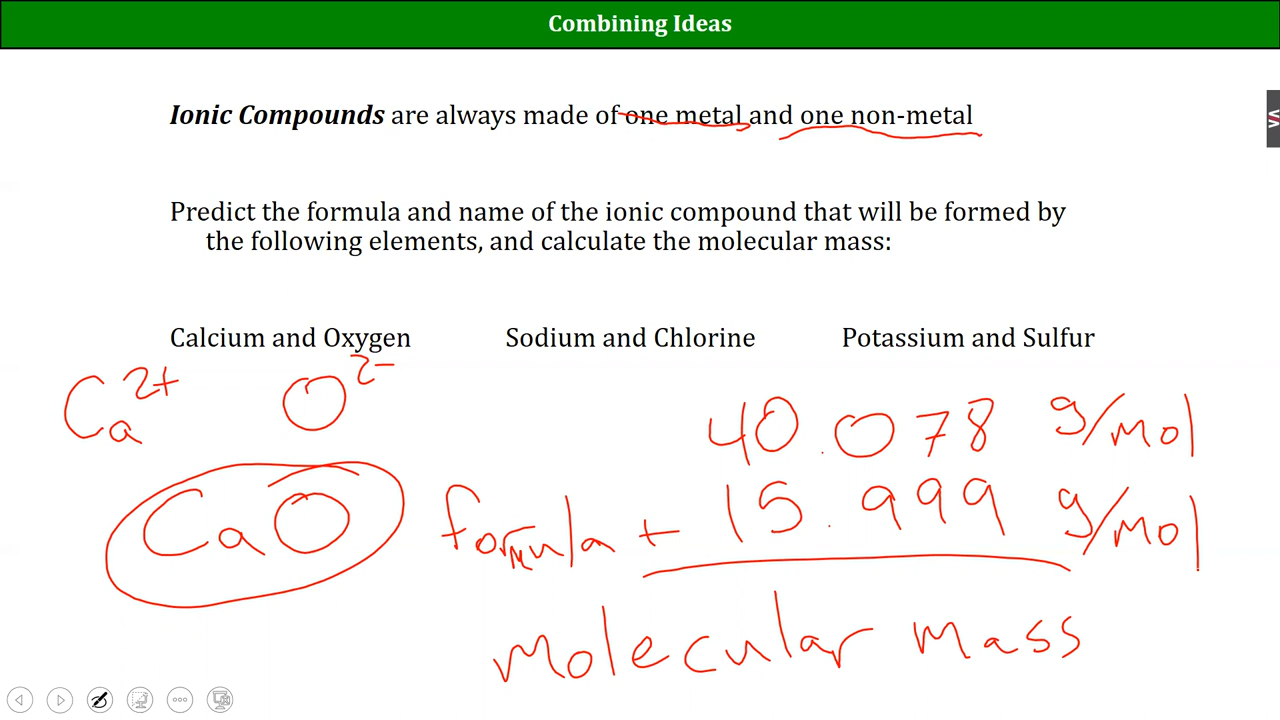 Combining Ideas
Ionic Compounds are always made of one metal and one non-metal
Predict the formula and name of the ionic compound that will be formed by
the following elements, and calculate the molecular mass:
Calcium and Oxygen Sodium and Chlorine Potassium and Sulfur
Ca2+ O2-
40.078 g/mol
CaO formula + 15.999 g/mol
molecular mass